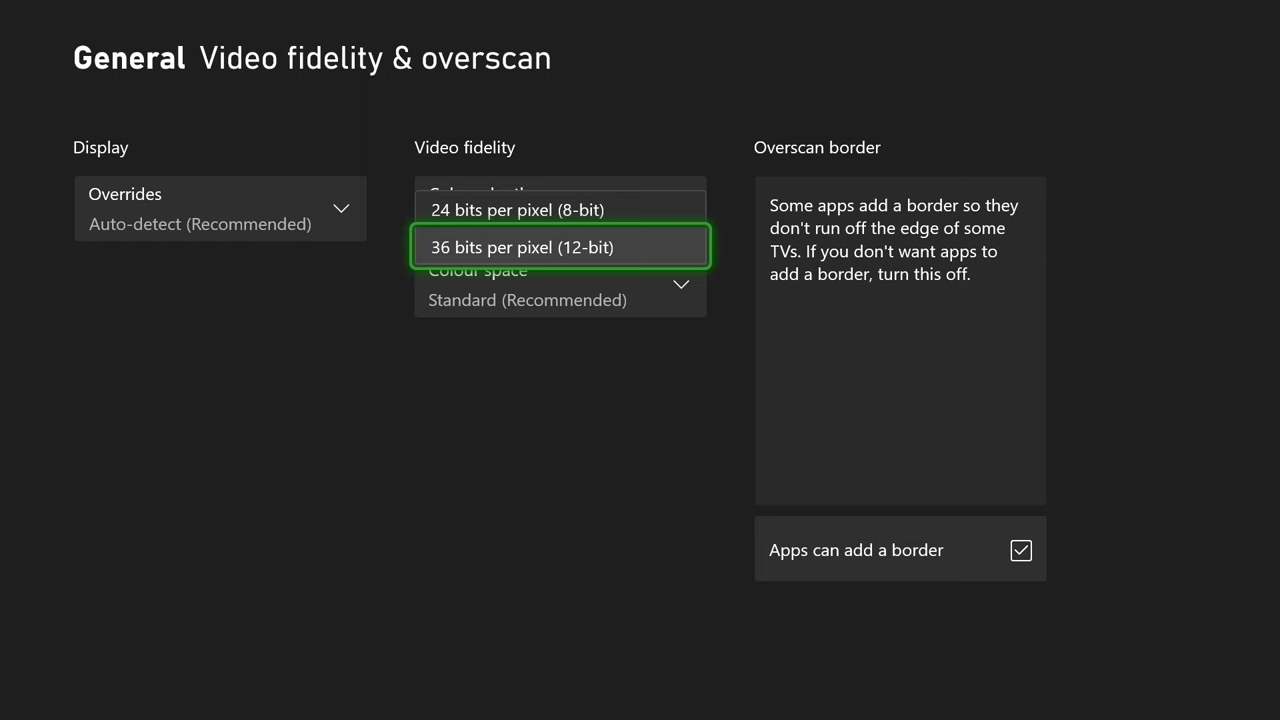 General Video fidelity & overscan
Display
Overrides
Auto-detect (Recommended)
Video fidelity
24 bits per pixel (8-bit)
36 bits per pixel (12-bit)
Colour space
Standard (Recommended)
Overscan border
Some apps add a border so they
don't run off the edge of some
TVs. If you don't want apps to
add a border, turn this off.
Apps can add a border